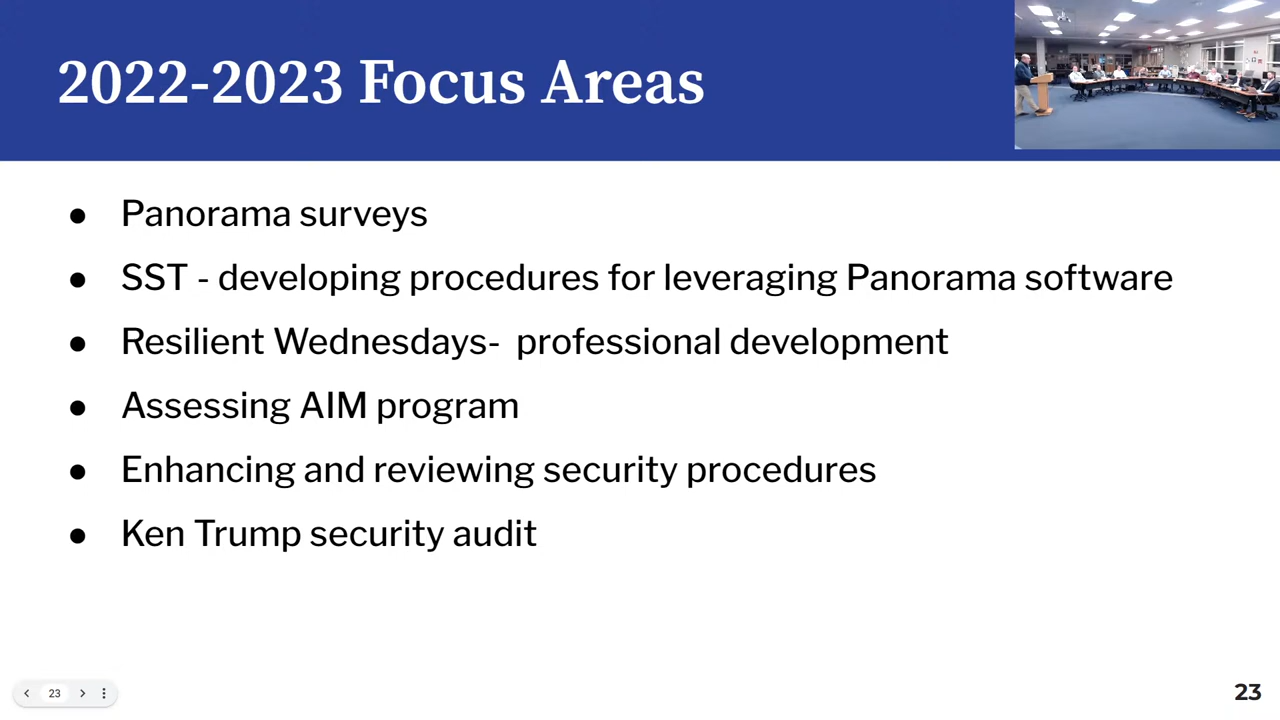 2022-2023 Focus Areas
● Panorama surveys
● SST - developing procedures for leveraging Panorama software
● Resilient Wednesdays-  professional development
● Assessing AIM program
● Enhancing and reviewing security procedures
● Ken Trump security audit
23
23